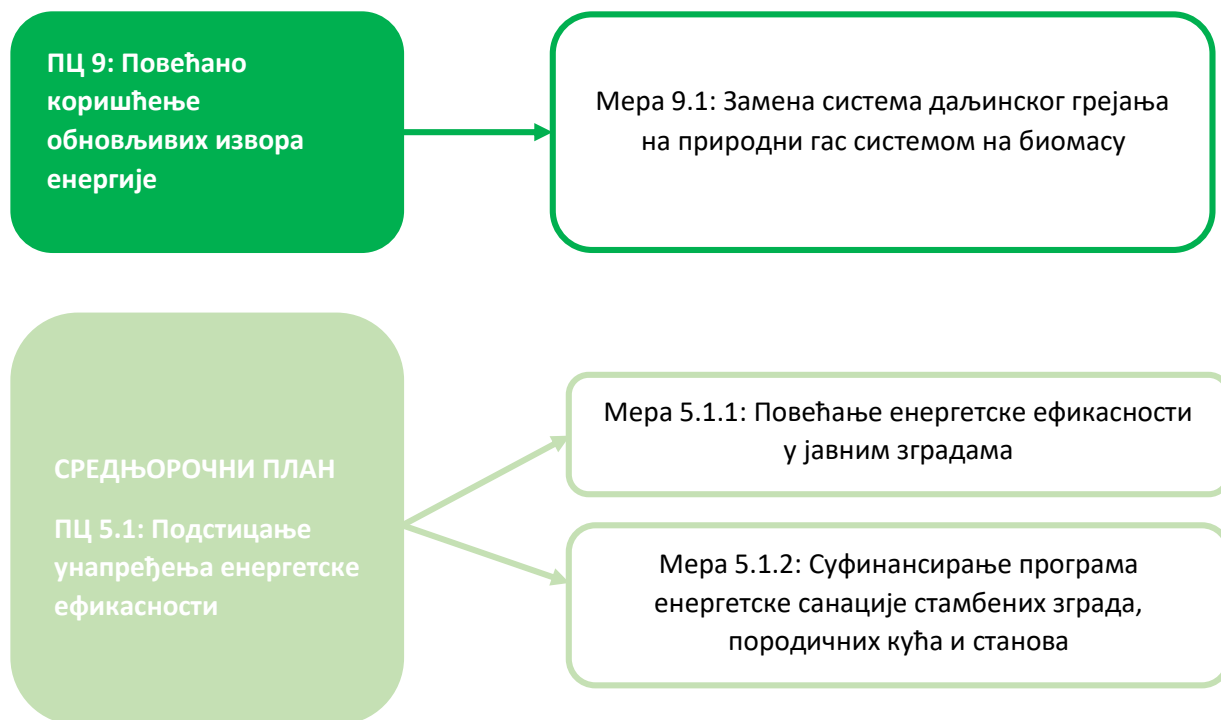 ПЦ 9: Повећано
коришћење
обновљивих извора
енергије
Мера 9.1: Замена система даљинског грејања
на природни гас системом на биомасу
СРЕДЊОРОЧНИ ПЛАН
ПЦ 5.1: Подстицање
унапређења енергетске
ефикасности
Мера 5.1.1: Повећање енергетске ефикасности
у јавним зградама
Мера 5.1.2: Суфинансирање програма
енергетске санације стамбених зграда,
породичних кућа и станова